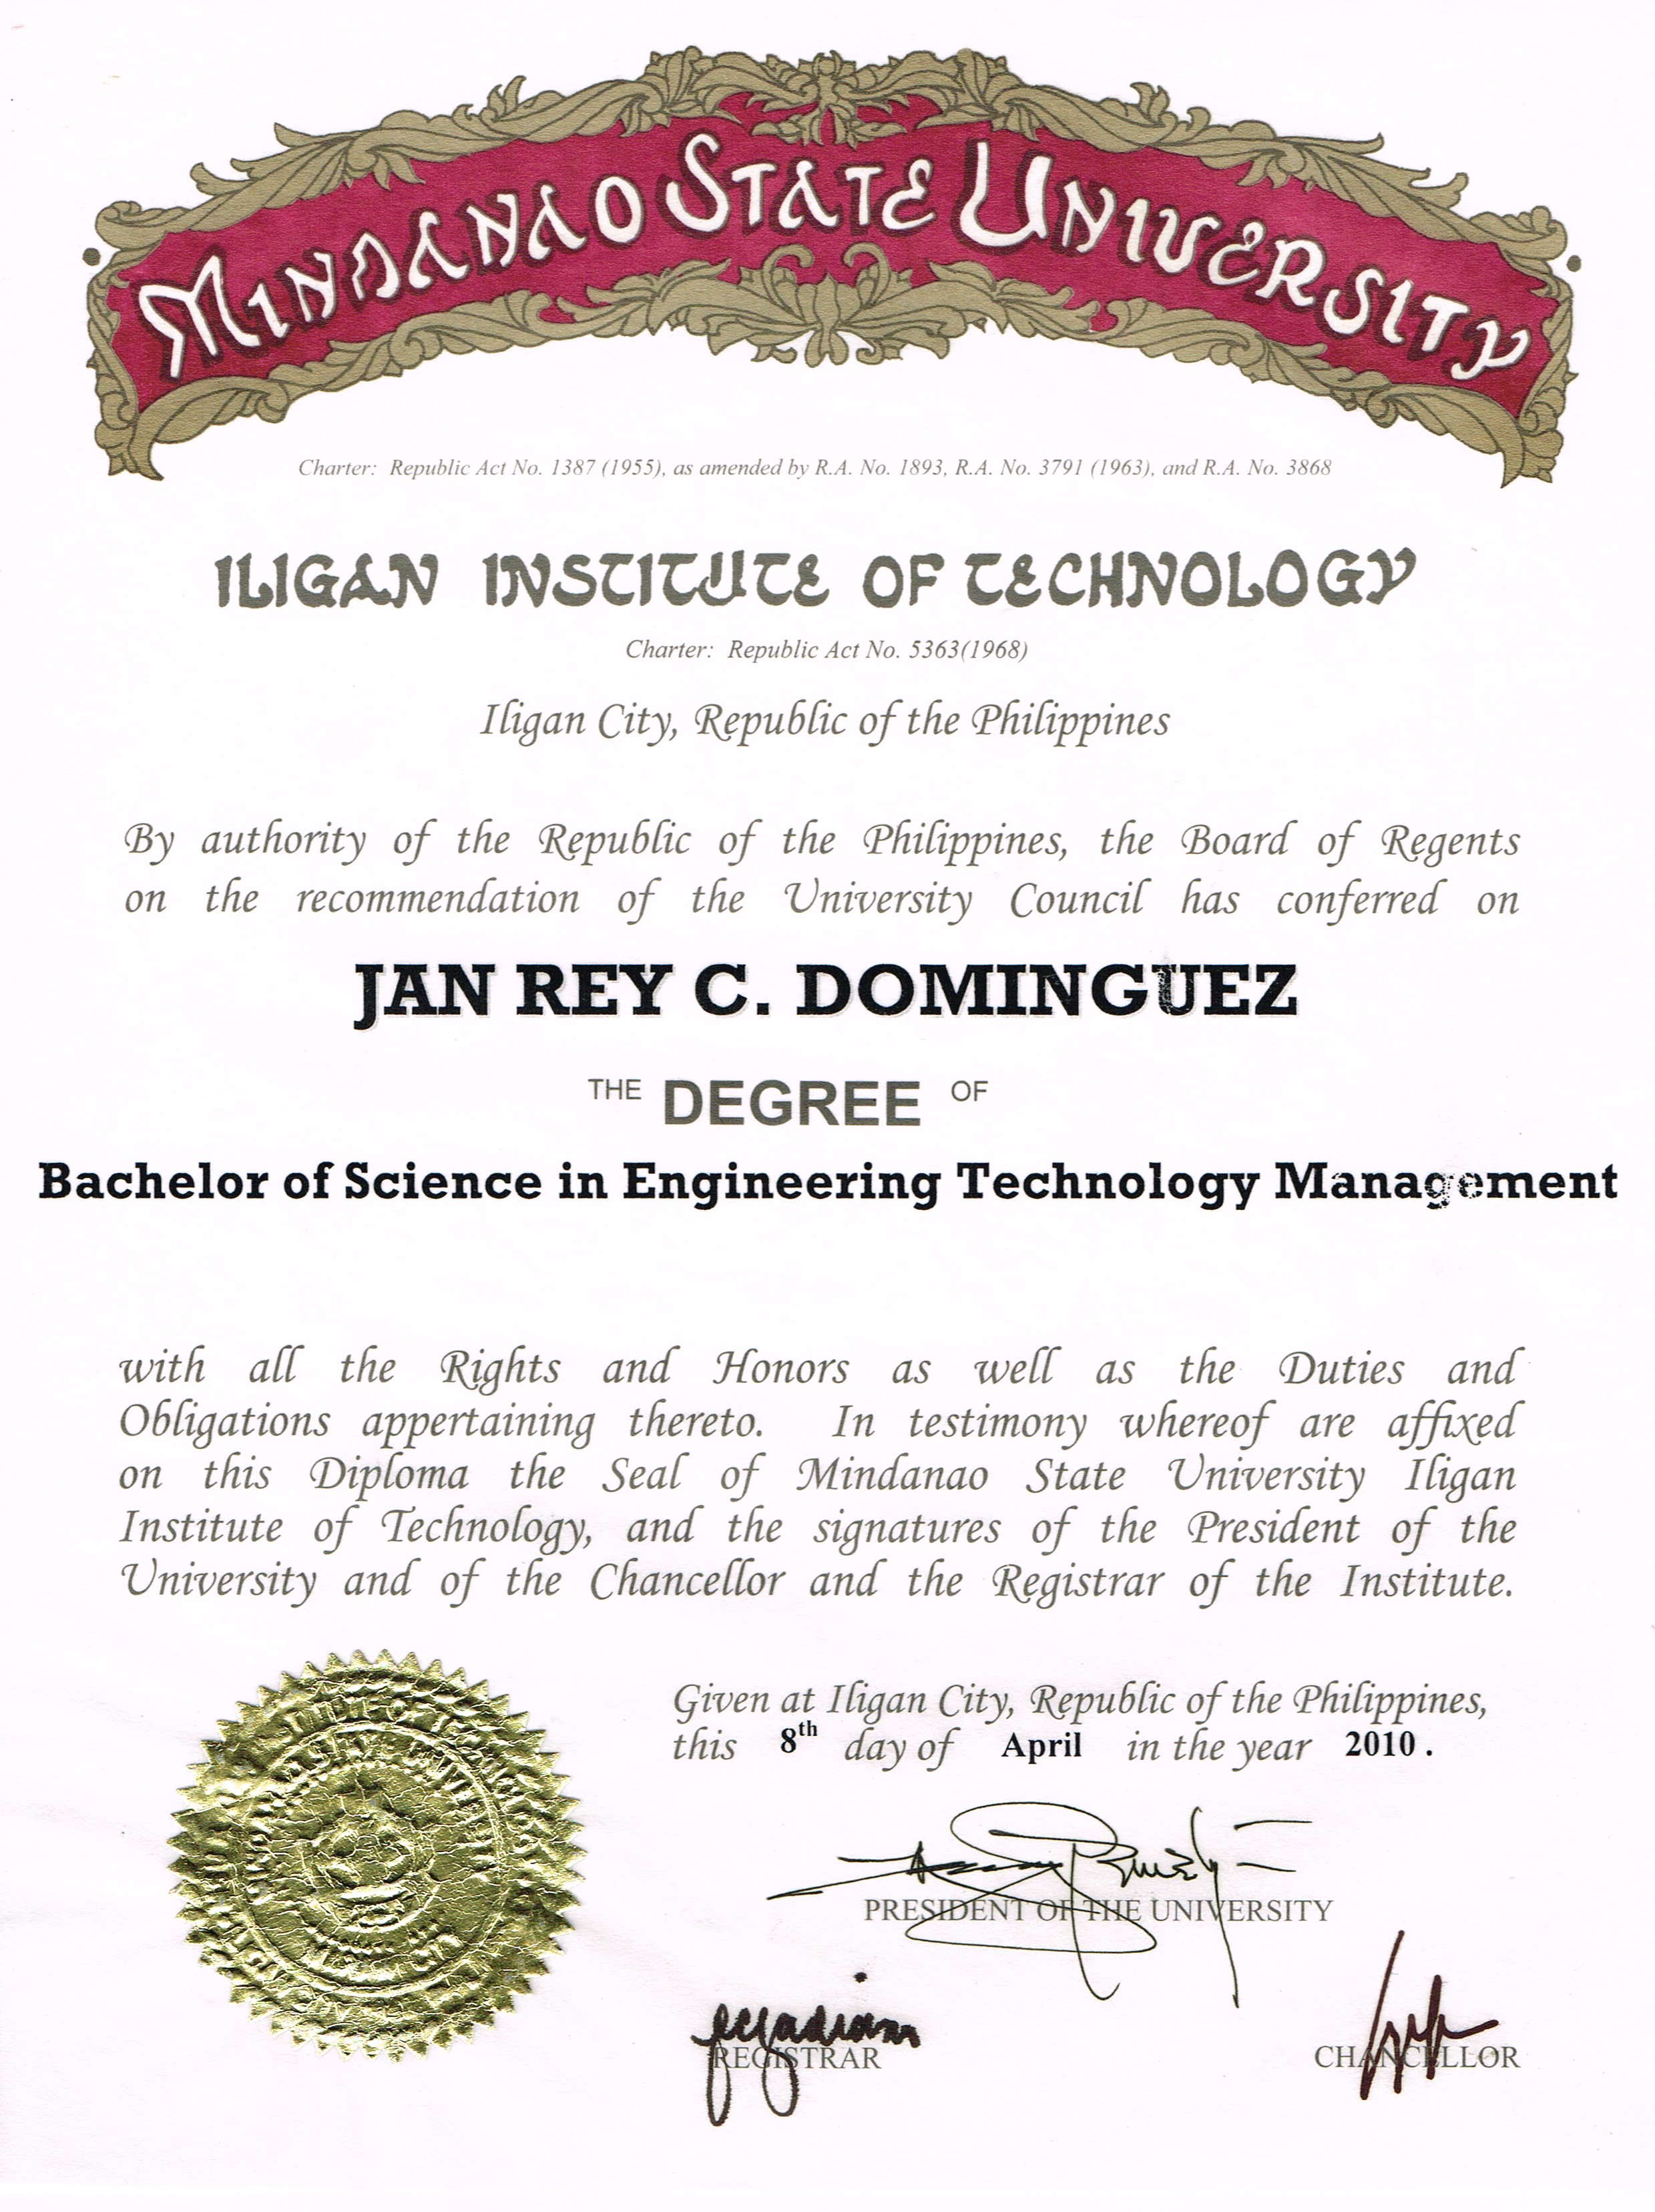 MINDANAO STATE UNIVERSITY
Charter: Republic Act No. 1387 (1955), as amended by R.A. No. 1893, R.A. No. 3791 (1963), and R.A. No. 3868
ILIGAN INSTITUTE OF TECHNOLOGY
Charter: Republic Act No. 5363(1968)
Iligan City, Republic of the Philippines
By authority of the Republic of the Philippines, the Board of Regents
on the recommendation of the University Council has conferred on
JAN REY C. DOMINGUEZ
THE DEGREE OF
Bachelor of Science in Engineering Technology Management
with all the Rights and Honors as well as the Duties and
Obligations appertaining thereto. In testimony whereof are affixed
on this Diploma the Seal of Mindanao State University Iligan
Institute of Technology, and the signatures of the President of the
University and of the Chancellor and the Registrar of the Institute.
Given at Iligan City, Republic of the Philippines,
this 8th day of April in the year 2010.
PRESIDENT OF THE UNIVERSITY
REGISTRAR
CHANCELLOR